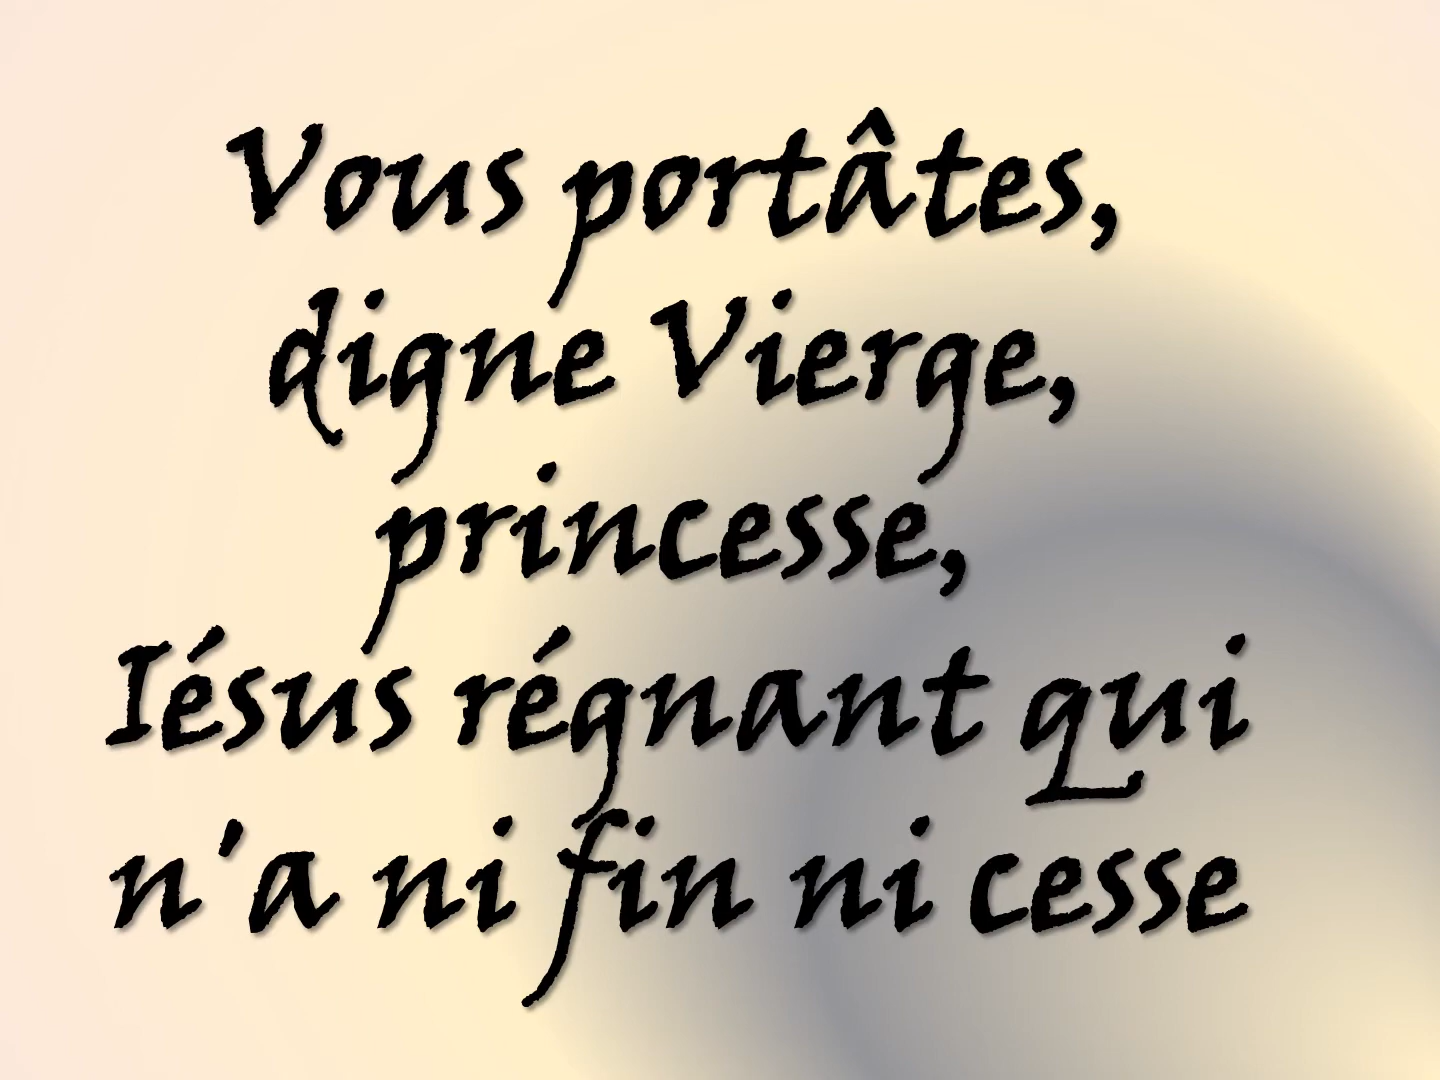 Vous portâtes,
digne Vierge,
princesse,
Iésus régnant qui
n'a ni fin ni cesse